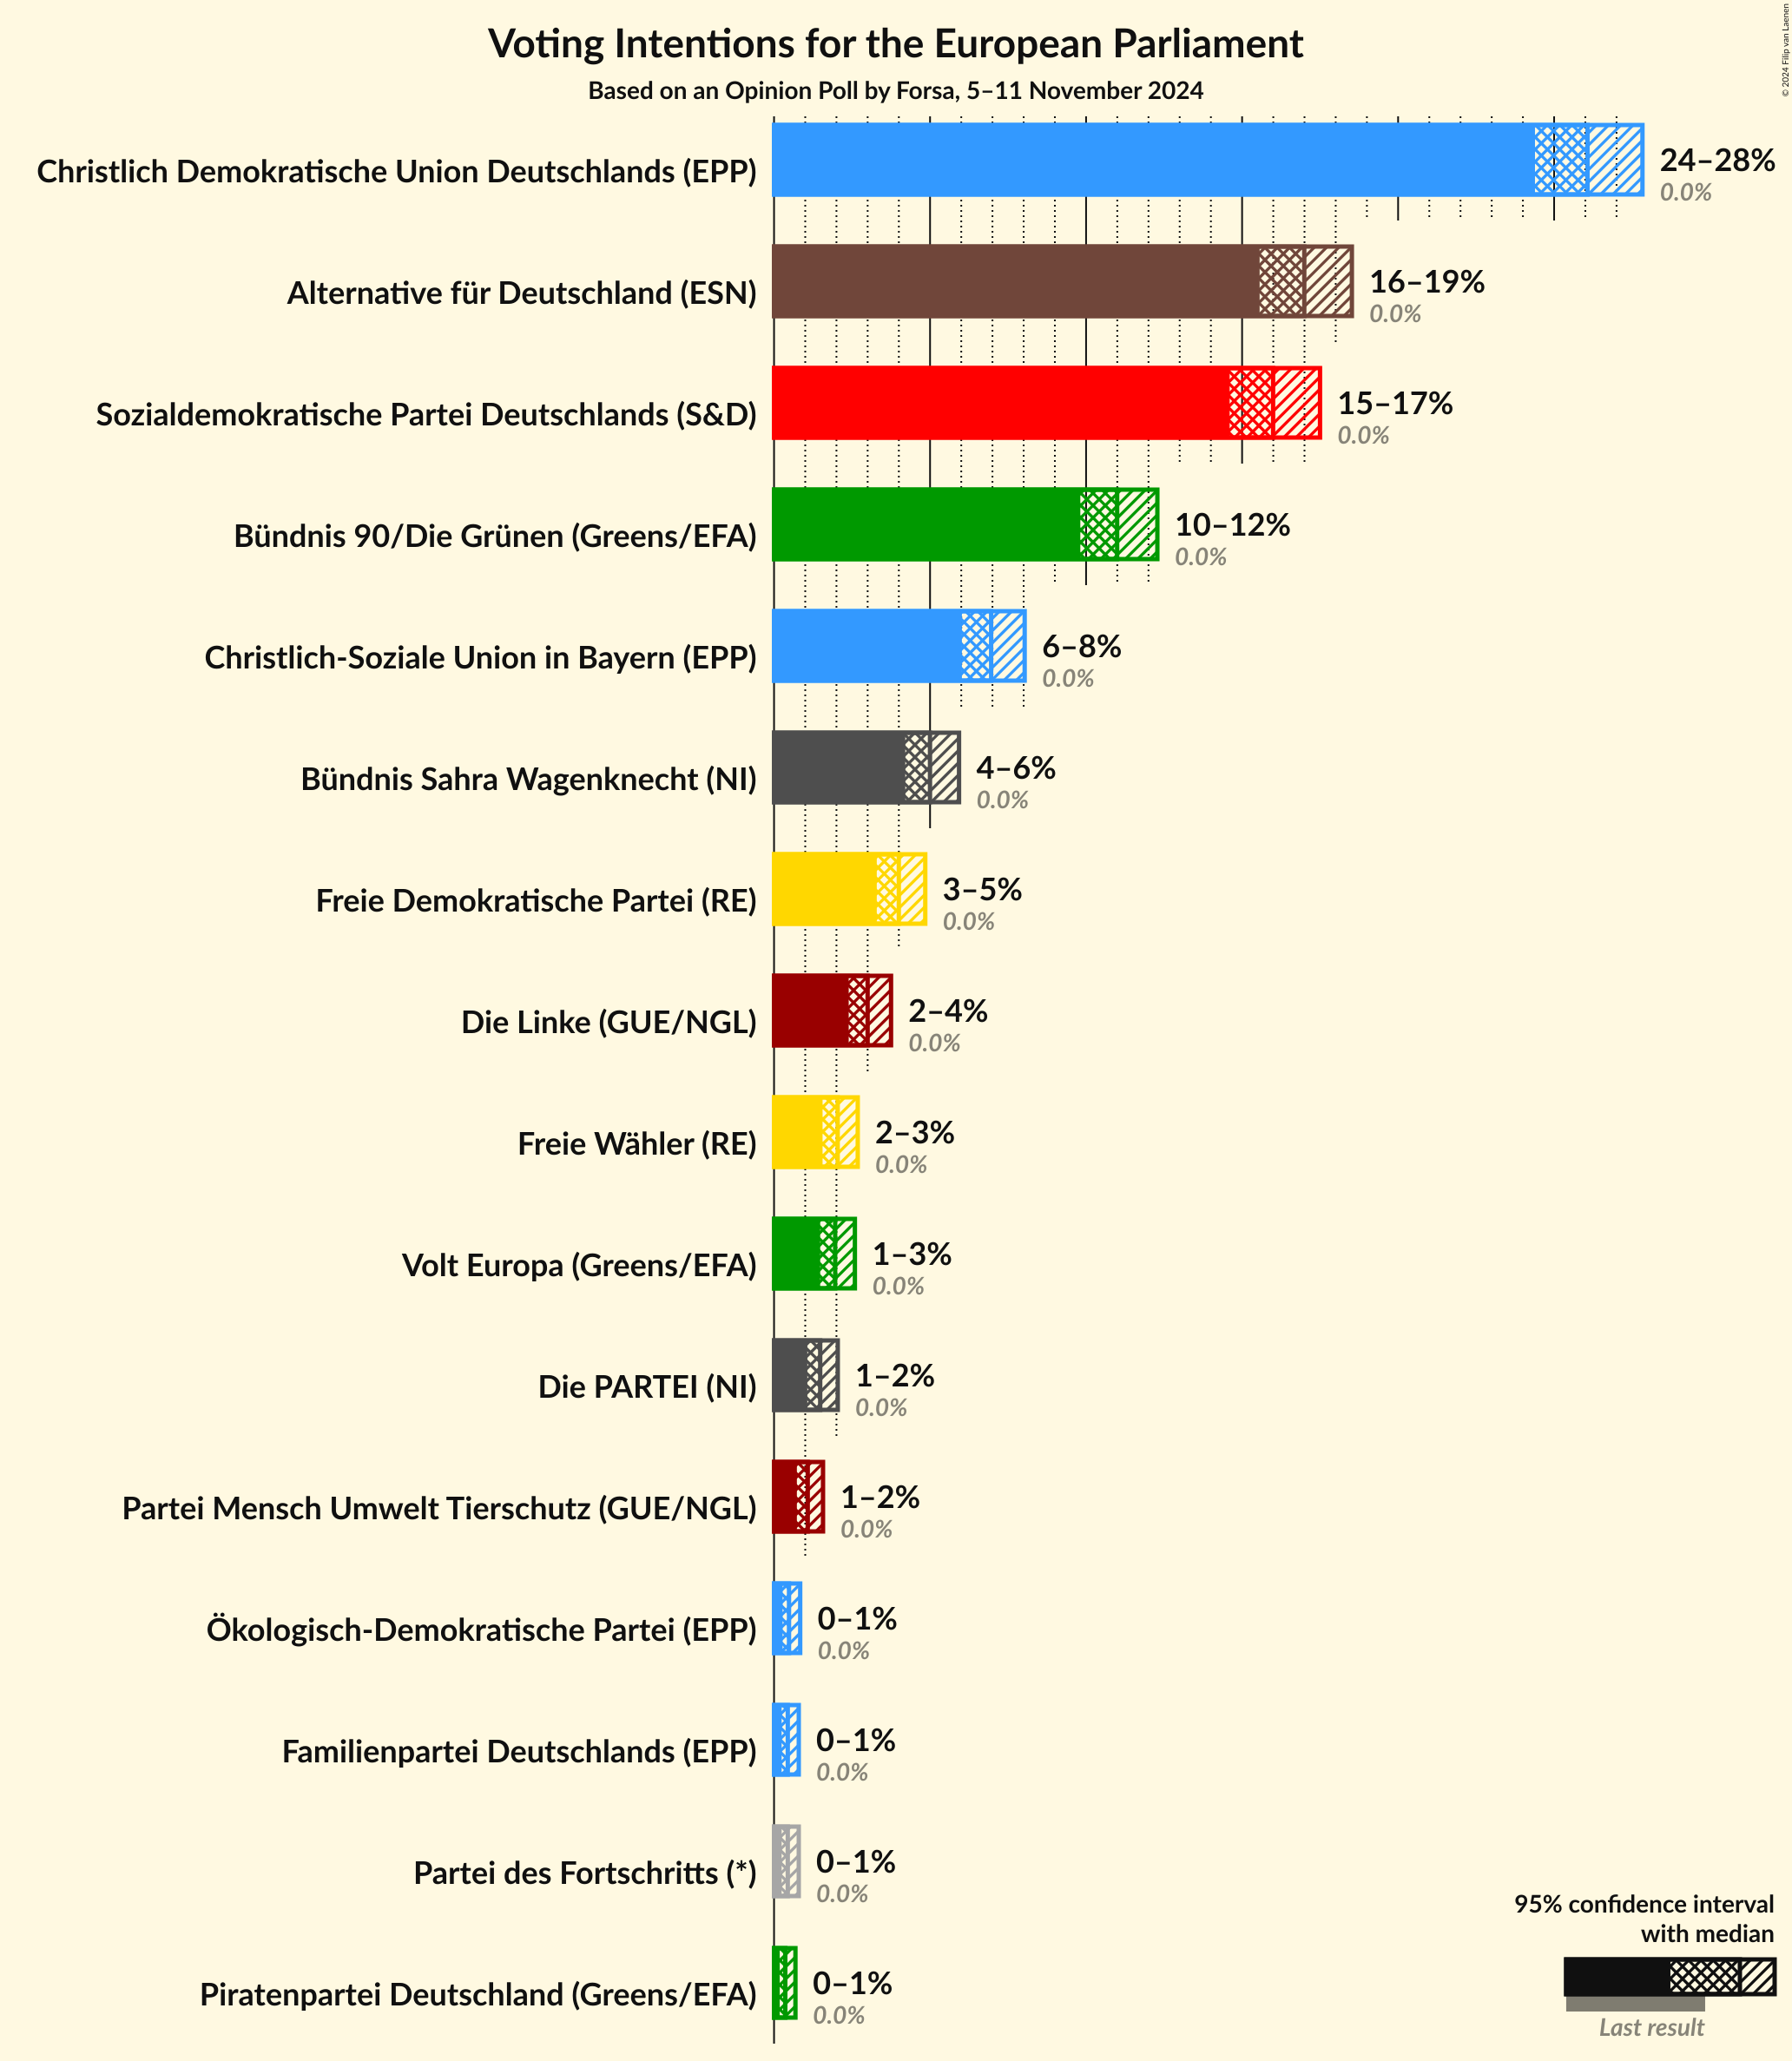 Voting Intentions for the European Parliament
Based on an Opinion Poll by Forsa, 5–11 November 2024
© 2024 Filip van Laenen
Christlich Demokratische Union Deutschlands (EPP)
24–28%
0.0%
Alternative für Deutschland (ESN)
16–19%
0.0%
Sozialdemokratische Partei Deutschlands (S&D)
15–17%
0.0%
Bündnis 90/Die Grünen (Greens/EFA)
10–12%
0.0%
Christlich-Soziale Union in Bayern (EPP)
6–8%
0.0%
Bündnis Sahra Wagenknecht (NI)
4–6%
0.0%
Freie Demokratische Partei (RE)
3–5%
0.0%
Die Linke (GUE/NGL)
2–4%
0.0%
Freie Wähler (RE)
2–3%
0.0%
Volt Europa (Greens/EFA)
1–3%
0.0%
Die PARTEI (NI)
1–2%
0.0%
Partei Mensch Umwelt Tierschutz (GUE/NGL)
1–2%
0.0%
Ökologisch-Demokratische Partei (EPP)
0–1%
0.0%
Familienpartei Deutschlands (EPP)
0–1%
0.0%
Partei des Fortschritts (*)
0–1%
0.0%
Piratenpartei Deutschland (Greens/EFA)
0–1%
0.0%
95% confidence interval
with median
Last result